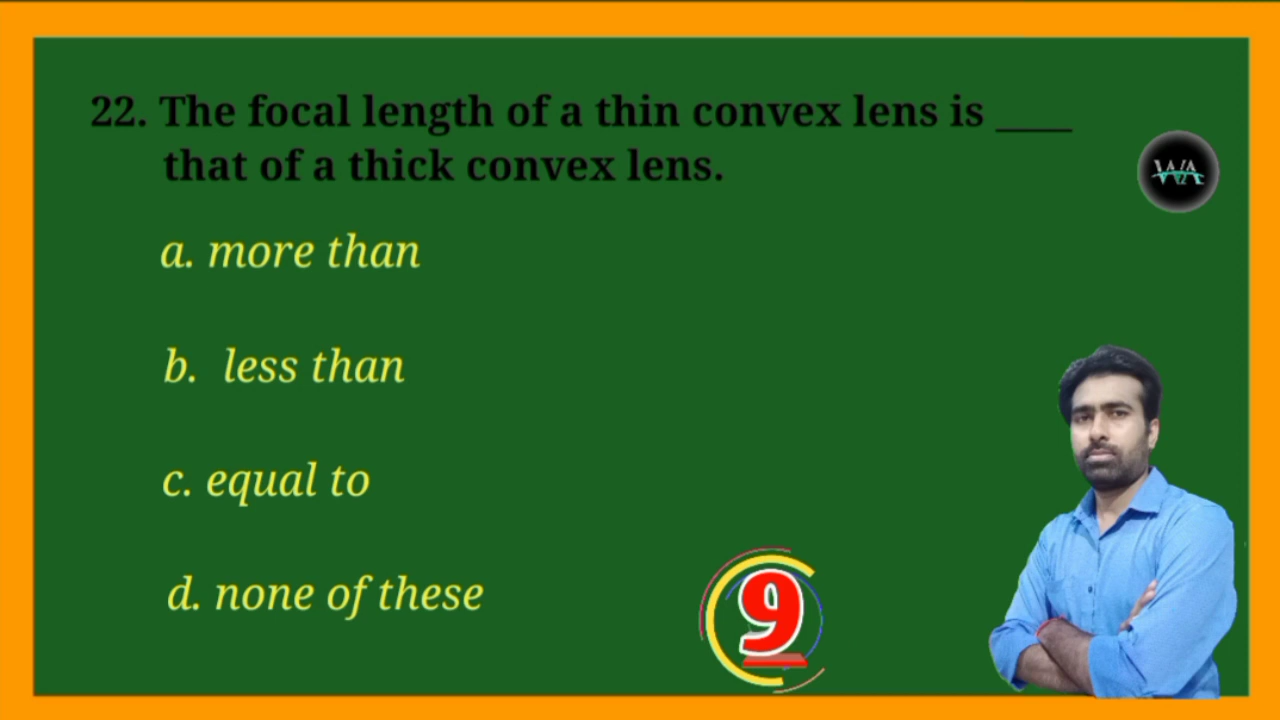 22. The focal length of a thin convex lens is ____
that of a thick convex lens.
a. more than
b. less than
c. equal to
d. none of these
9